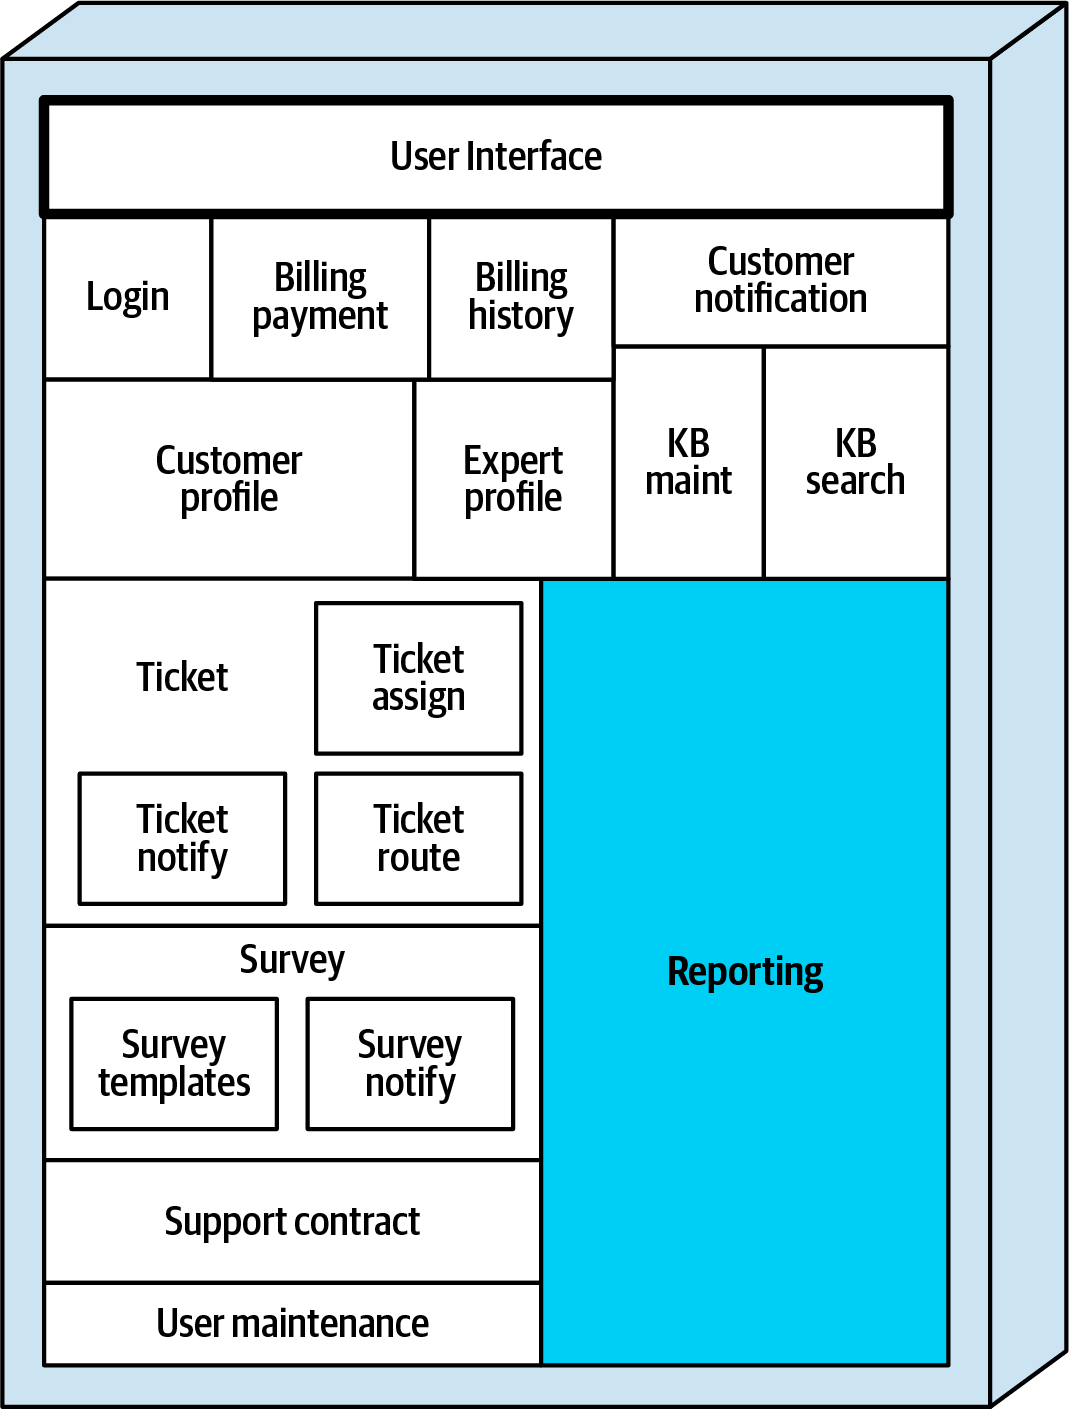 User Interface
Login
Billing
payment
Billing
history
Customer
notification
Customer
profile
Expert
profile
KB
maint
KB
search
Ticket
Ticket
assign
Ticket
notify
Ticket
route
Reporting
Survey
Survey
templates
Survey
notify
Support contract
User maintenance